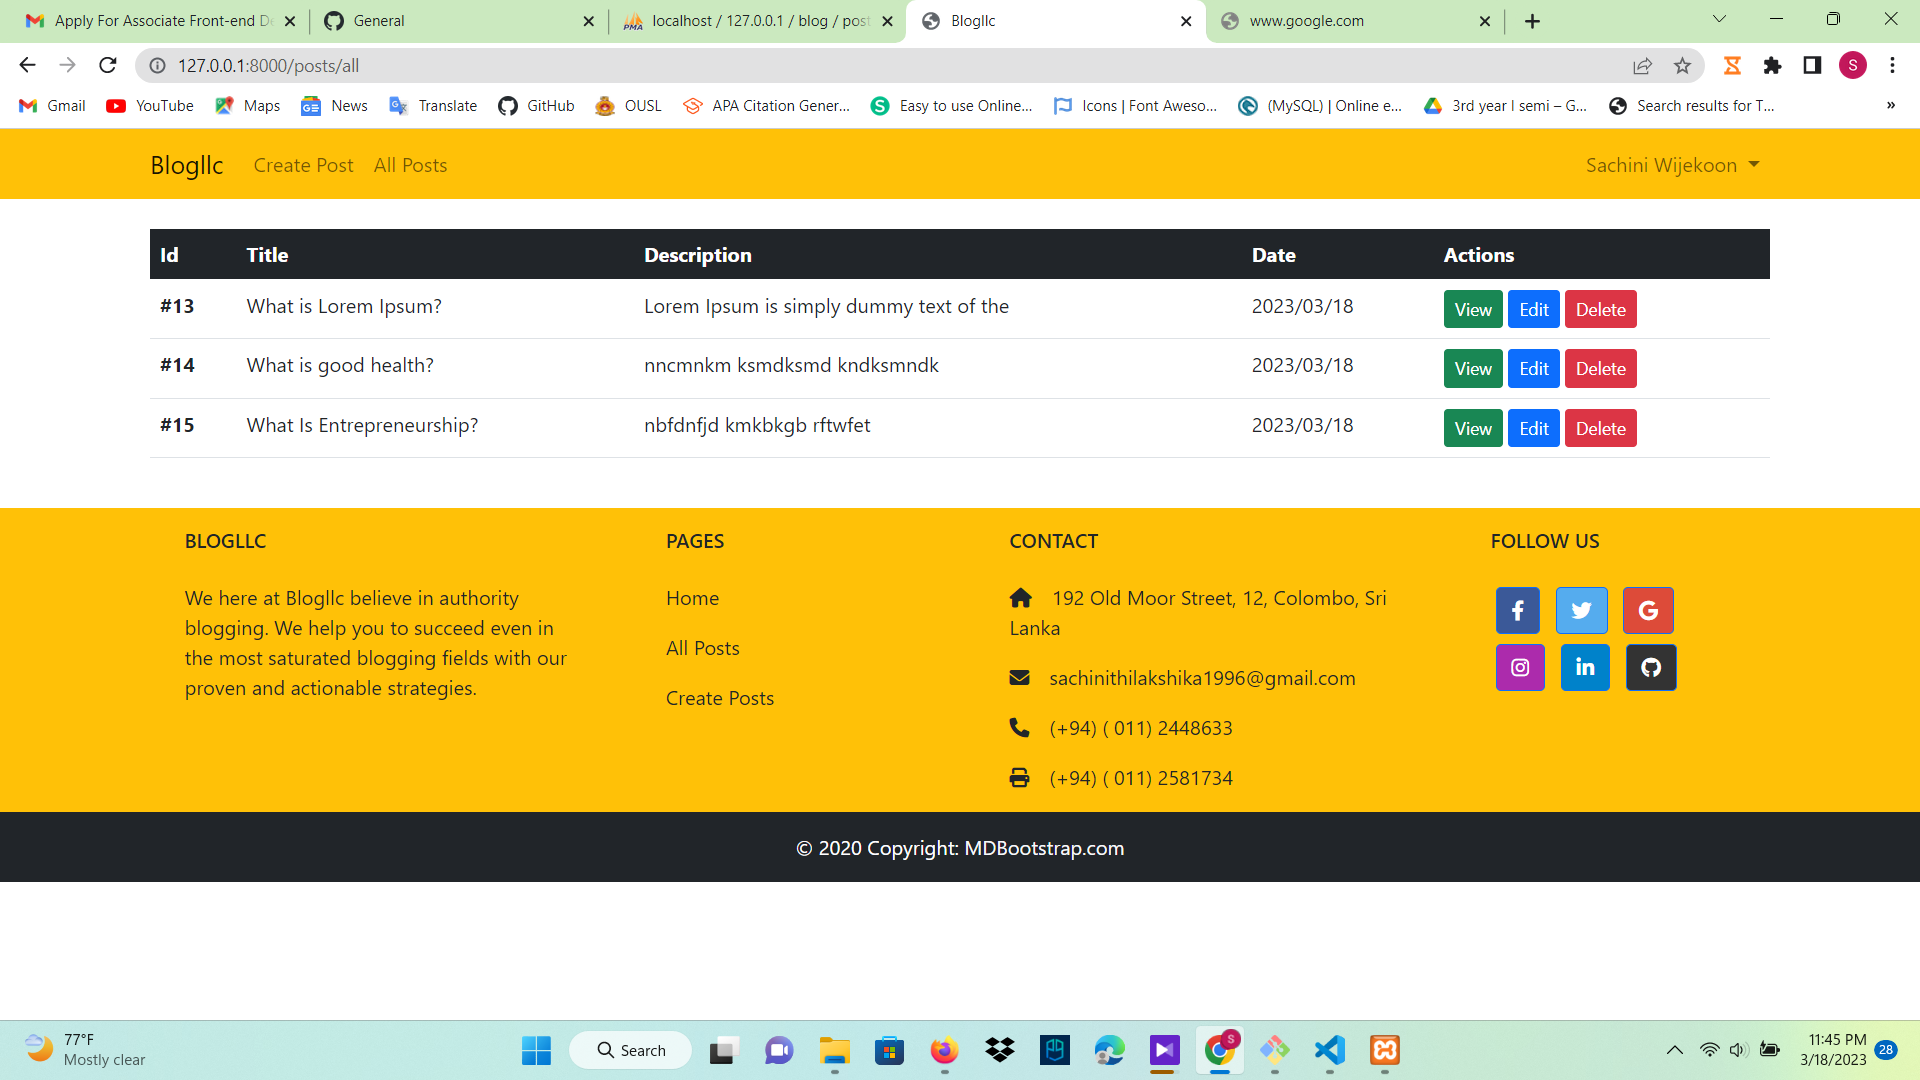 Apply For Associate Front-end De
General
localhost / 127.0.0.1 / blog / post
PMA
Blogllc
www.google.com
127.0.0.1:8000/posts/all
S
Gmail
YouTube
Maps
News
Translate
GitHub
OUSL
APA Citation Gener...
Easy to use Online...
Icons | Font Aweso...
(MySQL) | Online e...
3rd year I semi – G...
Search results for T...
»
Blogllc Create Post All Posts Sachini Wijekoon
Id Title Description Date Actions
#13 What is Lorem Ipsum? Lorem Ipsum is simply dummy text of the 2023/03/18 View Edit Delete
#14 What is good health? nncmnkm ksmdksmd kndksmndk 2023/03/18 View Edit Delete
#15 What Is Entrepreneurship? nbfdnfjd kmkbkgb rftwfet 2023/03/18 View Edit Delete
BLOGLLC
We here at Blogllc believe in authority
blogging. We help you to succeed even in
the most saturated blogging fields with our
proven and actionable strategies.
PAGES
Home
All Posts
Create Posts
CONTACT
192 Old Moor Street, 12, Colombo, Sri
Lanka
sachinithilakshika1996@gmail.com
(+94) ( 011) 2448633
(+94) ( 011) 2581734
FOLLOW US
© 2020 Copyright: MDBootstrap.com
77°F
Mostly clear
Search
S
11:45 PM
3/18/2023
28